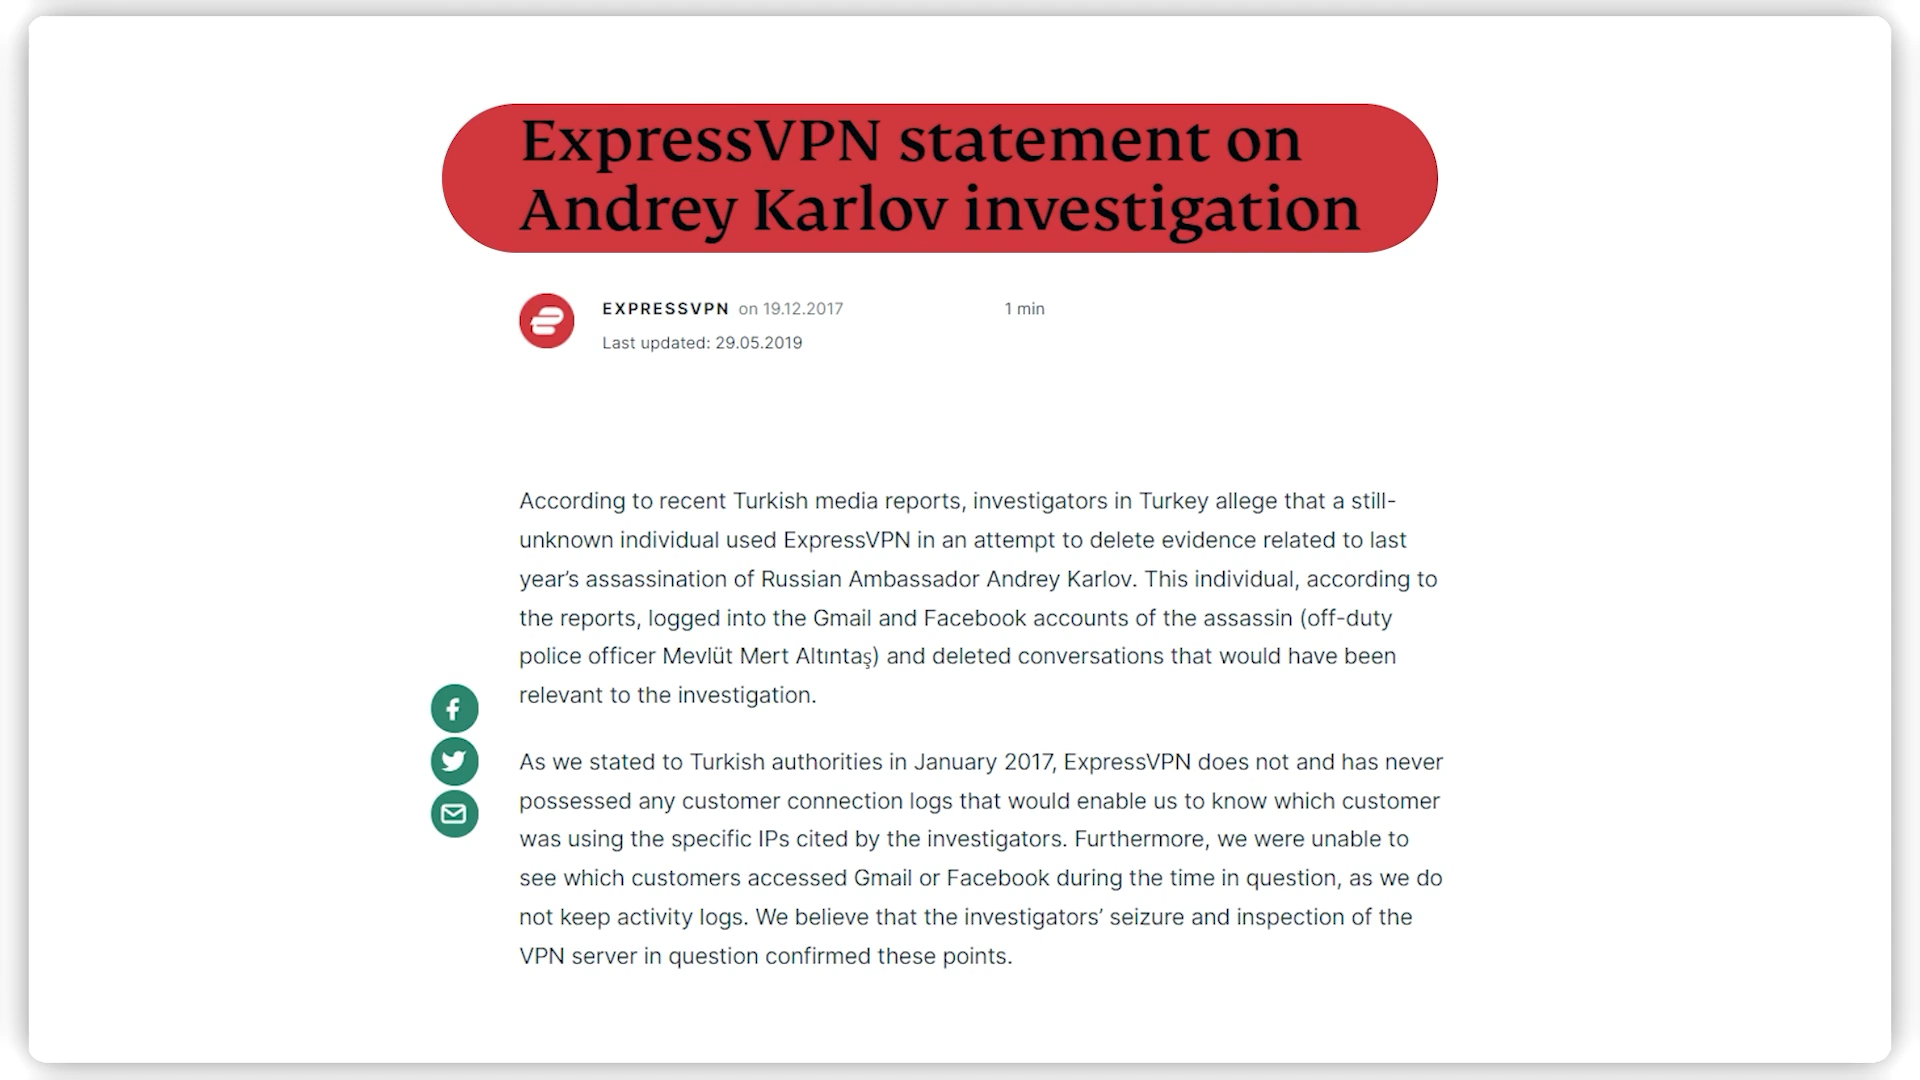 ExpressVPN statement on
Andrey Karlov investigation
EXPRESSVPN on 19.12.2017 1 min
Last updated: 29.05.2019
According to recent Turkish media reports, investigators in Turkey allege that a still-
unknown individual used ExpressVPN in an attempt to delete evidence related to last
year’s assassination of Russian Ambassador Andrey Karlov. This individual, according to
the reports, logged into the Gmail and Facebook accounts of the assassin (off-duty
police officer Mevlüt Mert Altıntaş) and deleted conversations that would have been
relevant to the investigation.
As we stated to Turkish authorities in January 2017, ExpressVPN does not and has never
possessed any customer connection logs that would enable us to know which customer
was using the specific IPs cited by the investigators. Furthermore, we were unable to
see which customers accessed Gmail or Facebook during the time in question, as we do
not keep activity logs. We believe that the investigators’ seizure and inspection of the
VPN server in question confirmed these points.